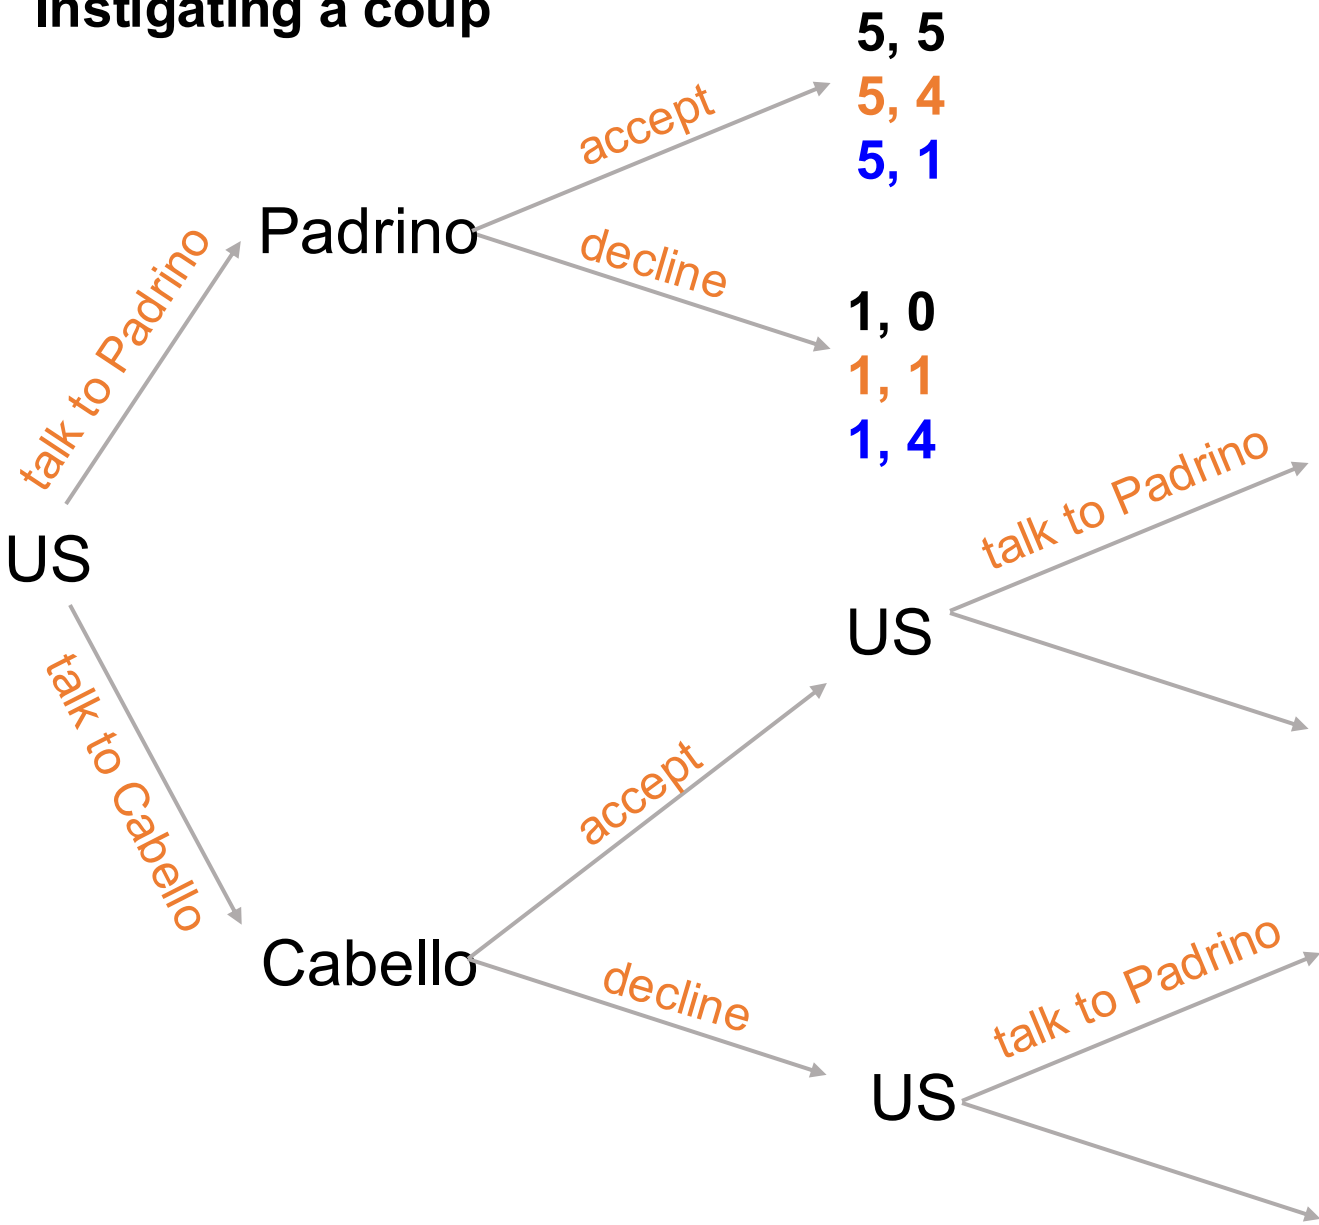 Instigating a coup
5, 5
5, 4
5, 1
accept
Padrino
decline
talk to Padrino
1, 0
1, 1
1, 4
talk to Padrino
US
US
talk to Cabello
accept
Cabello
decline
talk to Padrino
US